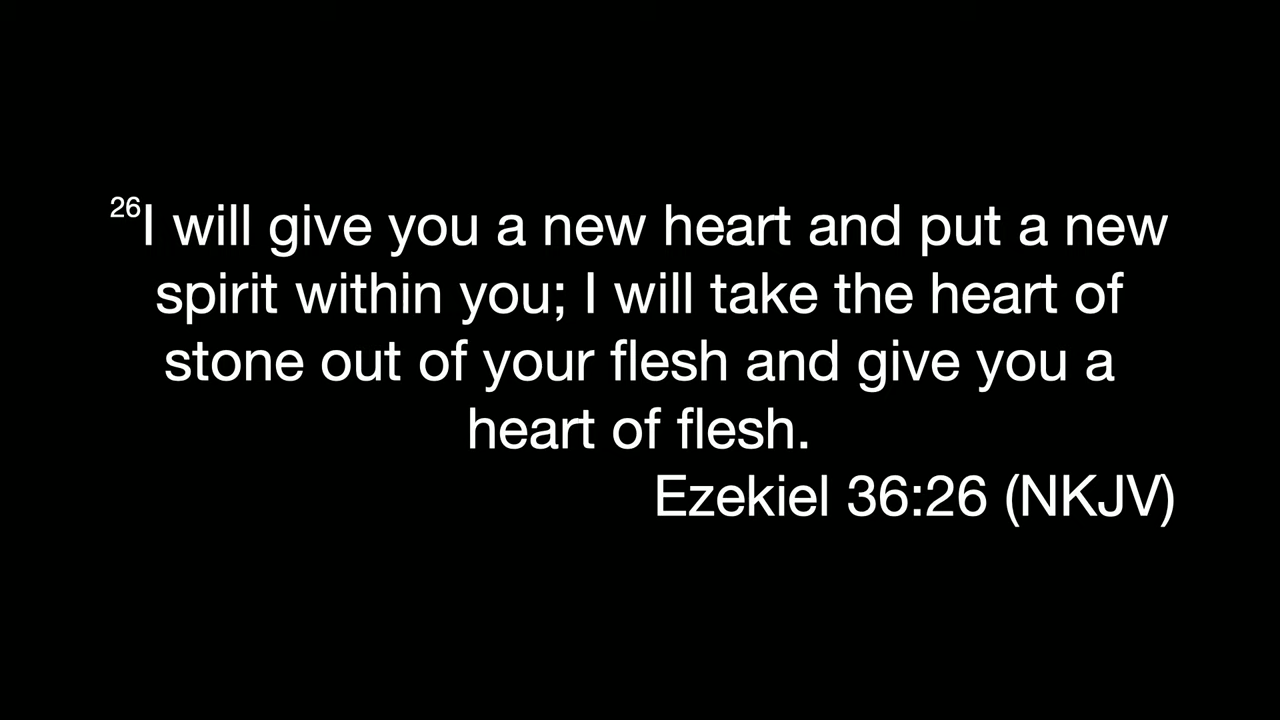 26I will give you a new heart and put a new
spirit within you; I will take the heart of
stone out of your flesh and give you a
heart of flesh.
Ezekiel 36:26 (NKJV)